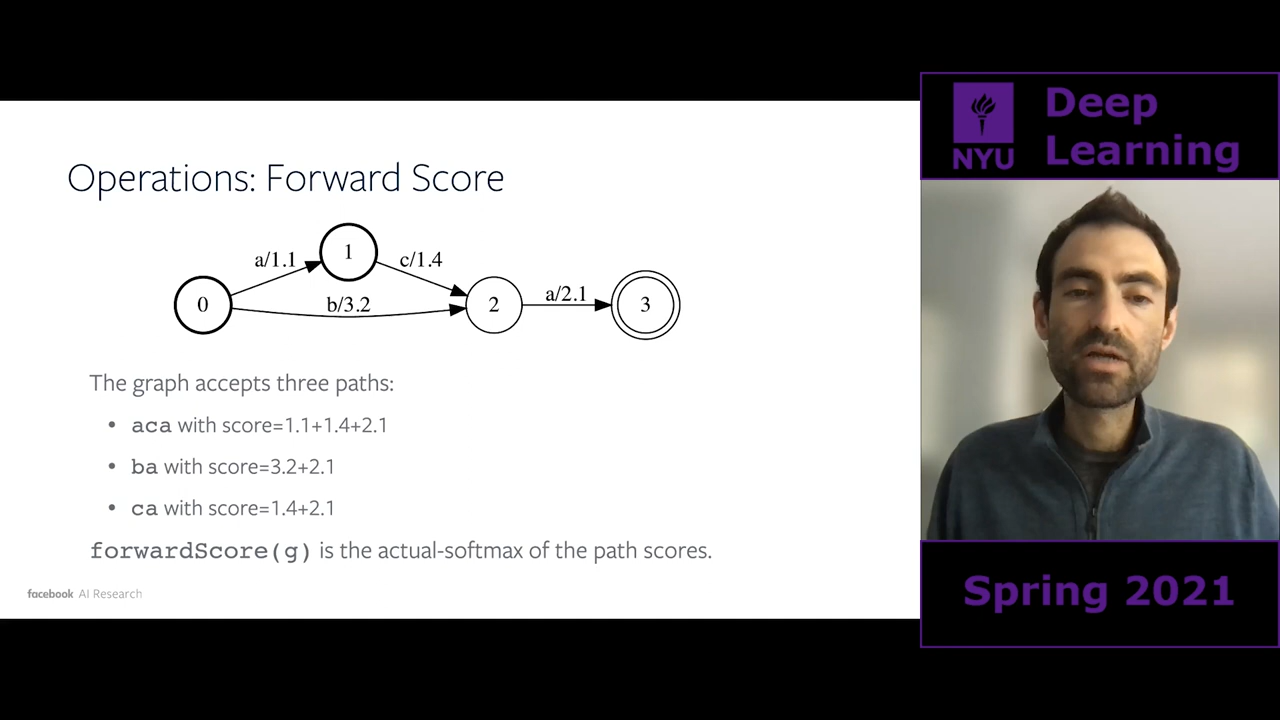 Operations: Forward Score
a/1.1
c/1.4
b/3.2
a/2.1
0
1
2
3
The graph accepts three paths:
• aca with score=1.1+1.4+2.1
• ba with score=3.2+2.1
• ca with score=1.4+2.1
forwardScore(g) is the actual-softmax of the path scores.
facebook AI Research
NYU
Deep
Learning
Spring 2021